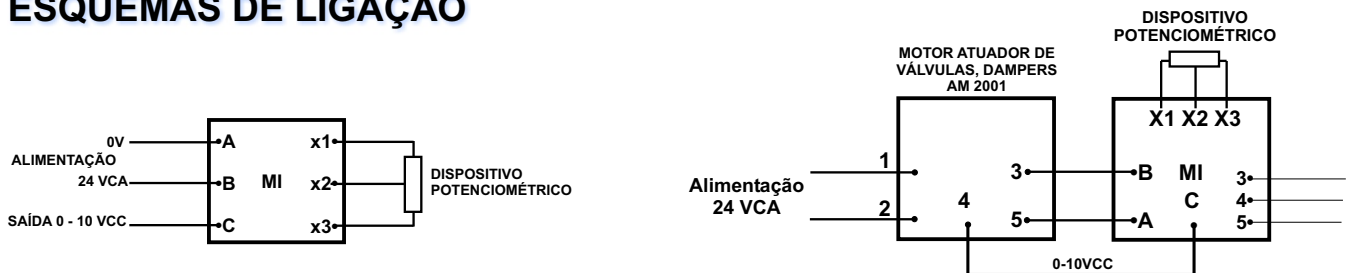 ESQUEMAS DE LIGAÇÃO
0V
ALIMENTAÇÃO
24 VCA
SAÍDA 0 - 10 VCC
A
B
C
MI
x1
x2
x3
DISPOSITIVO
POTENCIOMÉTRICO
Alimentação
24 VCA
MOTOR ATUADOR DE
VÁLVULAS, DAMPERS
AM 2001
1
2
3
4
5
DISPOSITIVO
POTENCIOMÉTRICO
X1 X2 X3
B
A
MI
C
3
4
5
0-10VCC